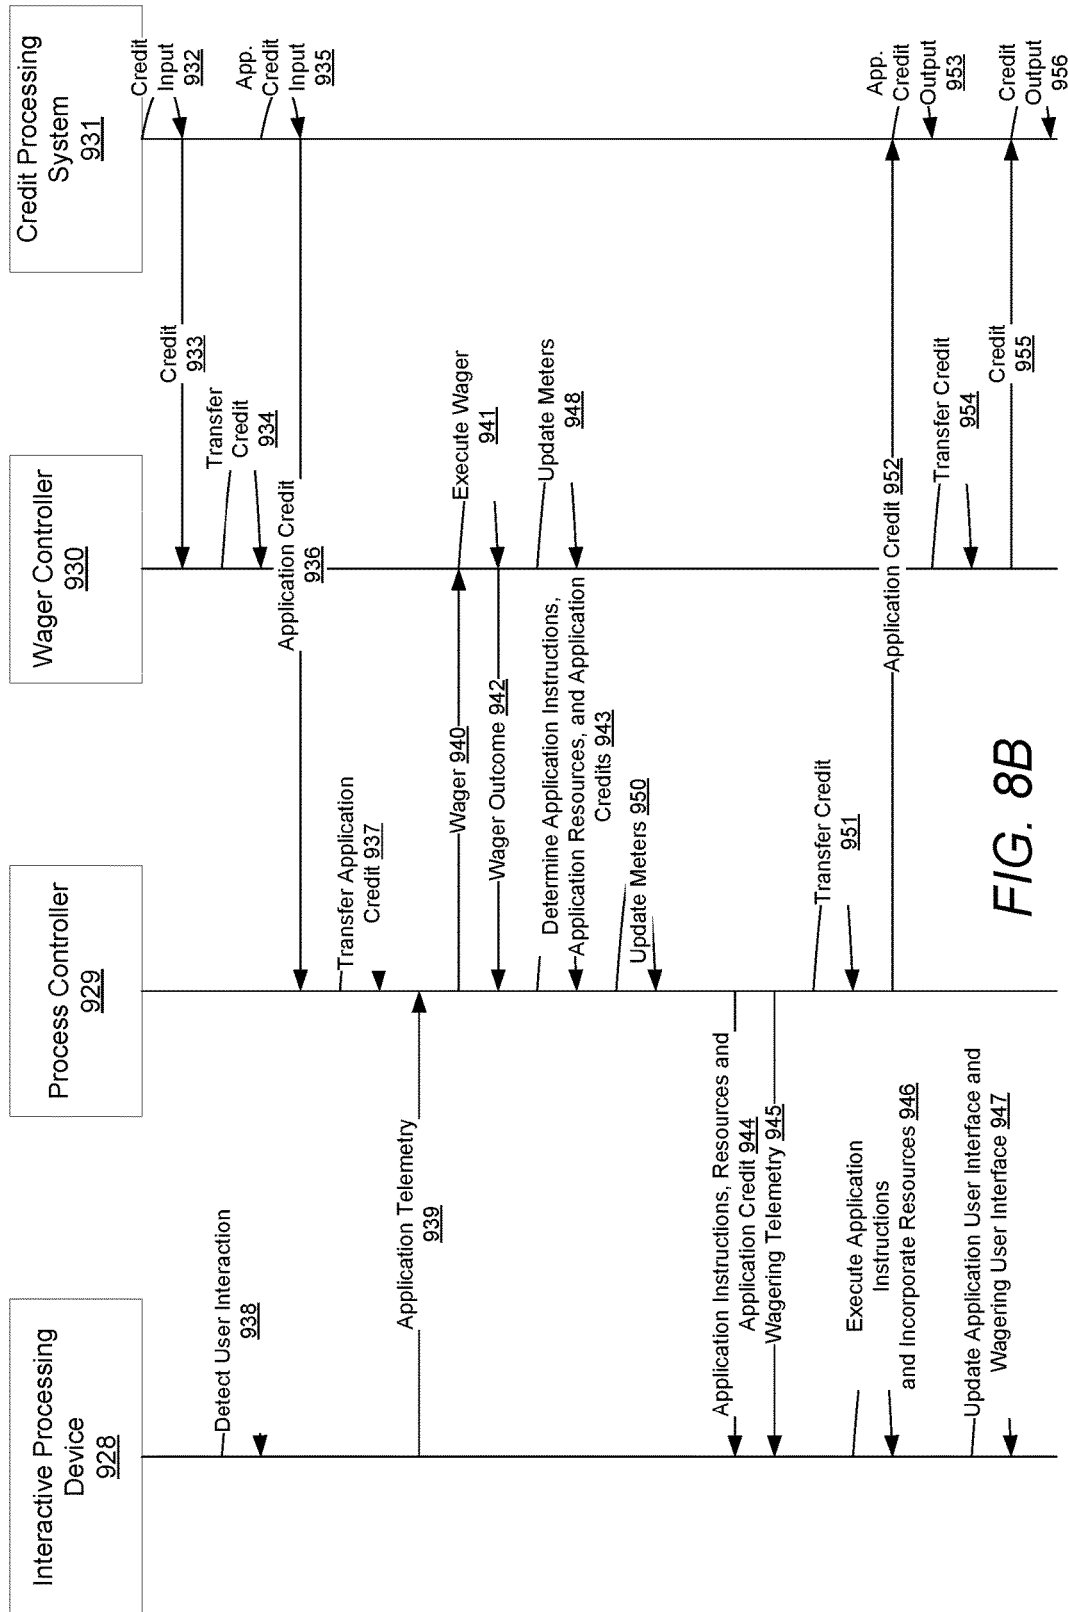 Interactive Processing
Device
928
Process Controller
929
Wager Controller
930
Credit Processing
System
931
Credit
Input
932
Credit
933
Transfer
Credit
934
App.
Credit
Input
935
Application Credit
936
Transfer Application
Credit 937
Detect User Interaction
938
Application Telemetry
939
Wager 940
Execute Wager
941
Wager Outcome 942
Determine Application Instructions,
Application Resources, and Application
Credits 943
Update Meters
948
Update Meters 950
Application Instructions, Resources and
Application Credit 944
Wagering Telemetry 945
Transfer Credit
951
Execute Application
Instructions
and Incorporate Resources 946
Application Credit 952
App.
Credit
Output
953
Transfer Credit
954
Update Application User Interface and
Wagering User Interface 947
Credit
955
Credit
Output
956
FIG. 8B